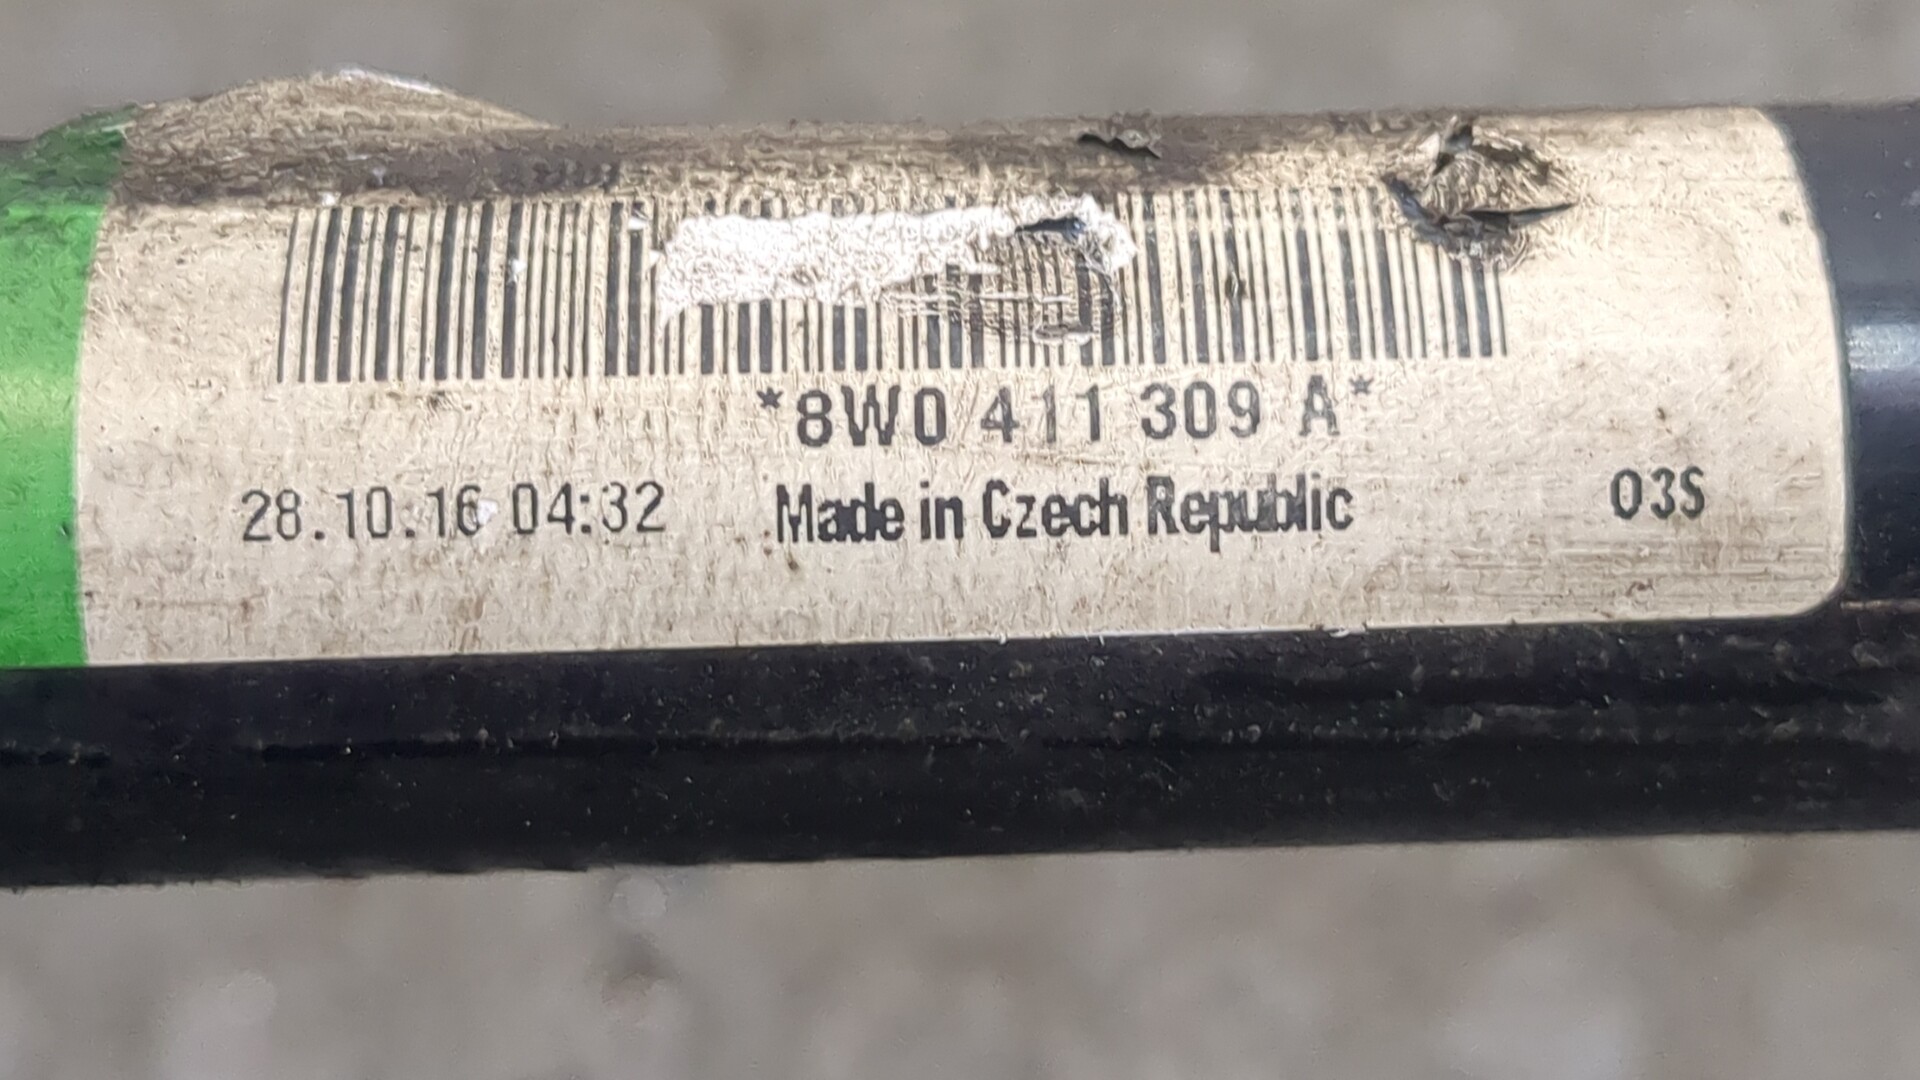 *8W0 411 309 A*
28.10.16 04:32 Made in Czech Republic 03S